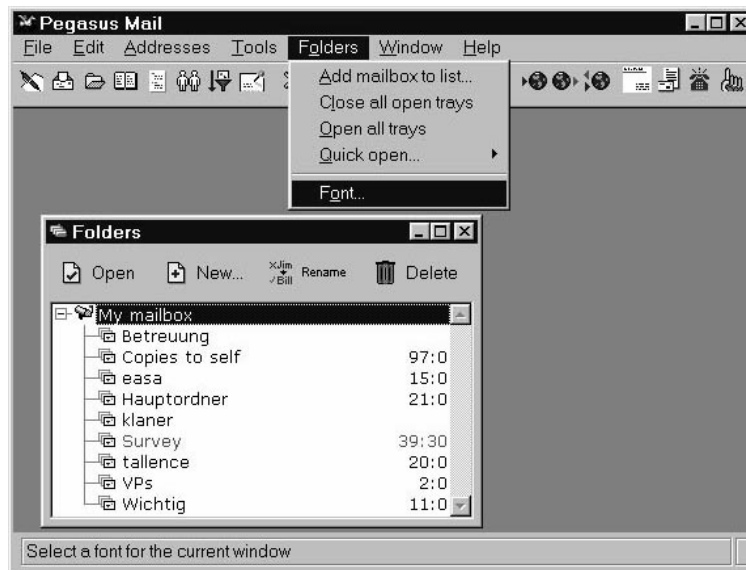 Pegasus Mail
File Edit Addresses Tools Folders Window Help
Add mailbox to list...
Close all open trays
Open all trays
Quick open...
Font...
Folders
Open New... XJim ✓Bill Rename Delete
My mailbox
Betreuung
Copies to self 97:0
easa 15:0
Hauptordner 21:0
klaner
Survey 39:30
tallence 20:0
VPs 2:0
Wichtig 11:0
Select a font for the current window